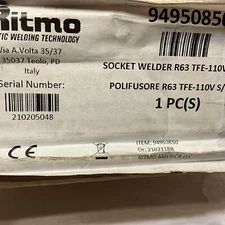 Ritmo
94950850
TIC WELDING TECHNOLOGY
Via A.Volta 35/37
35037 Teolo, PD
Italy
SOCKET WELDER R63 TFE-110V
POLIFUSORE R63 TFE-110V S/
Serial Number:
1 PC(S)
210205048
CE
ITEM: 94950850
RITMO AMERICA LLC